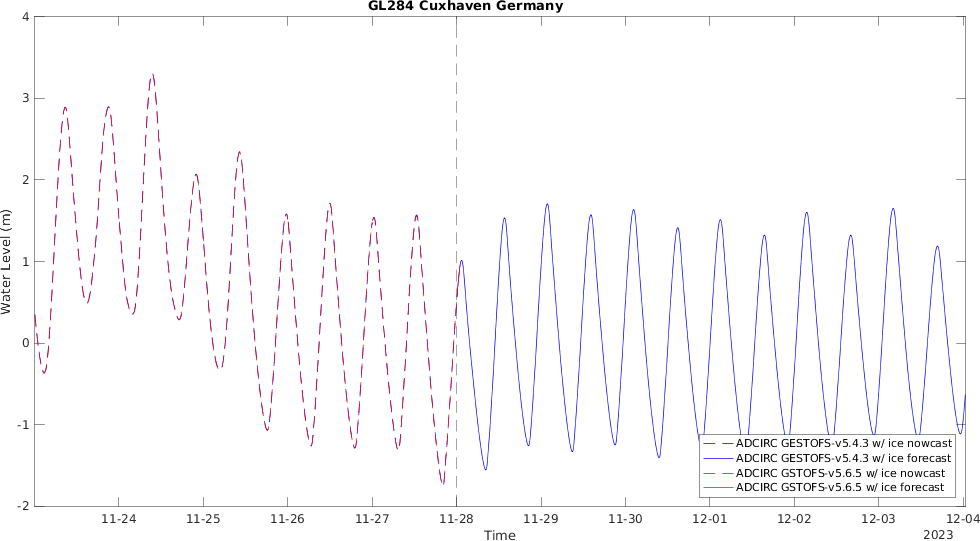 GL284 Cuxhaven Germany
4
3
2
1
0
-1
-2
Water Level (m)
ADCIRC GESTOFS-v5.4.3 w/ ice nowcast
ADCIRC GESTOFS-v5.4.3 w/ ice forecast
ADCIRC GSTOFS-v5.6.5 w/ ice nowcast
ADCIRC GSTOFS-v5.6.5 w/ ice forecast
11-24 11-25 11-26 11-27 11-28 11-29 11-30 12-01 12-02 12-03 12-04
Time
2023